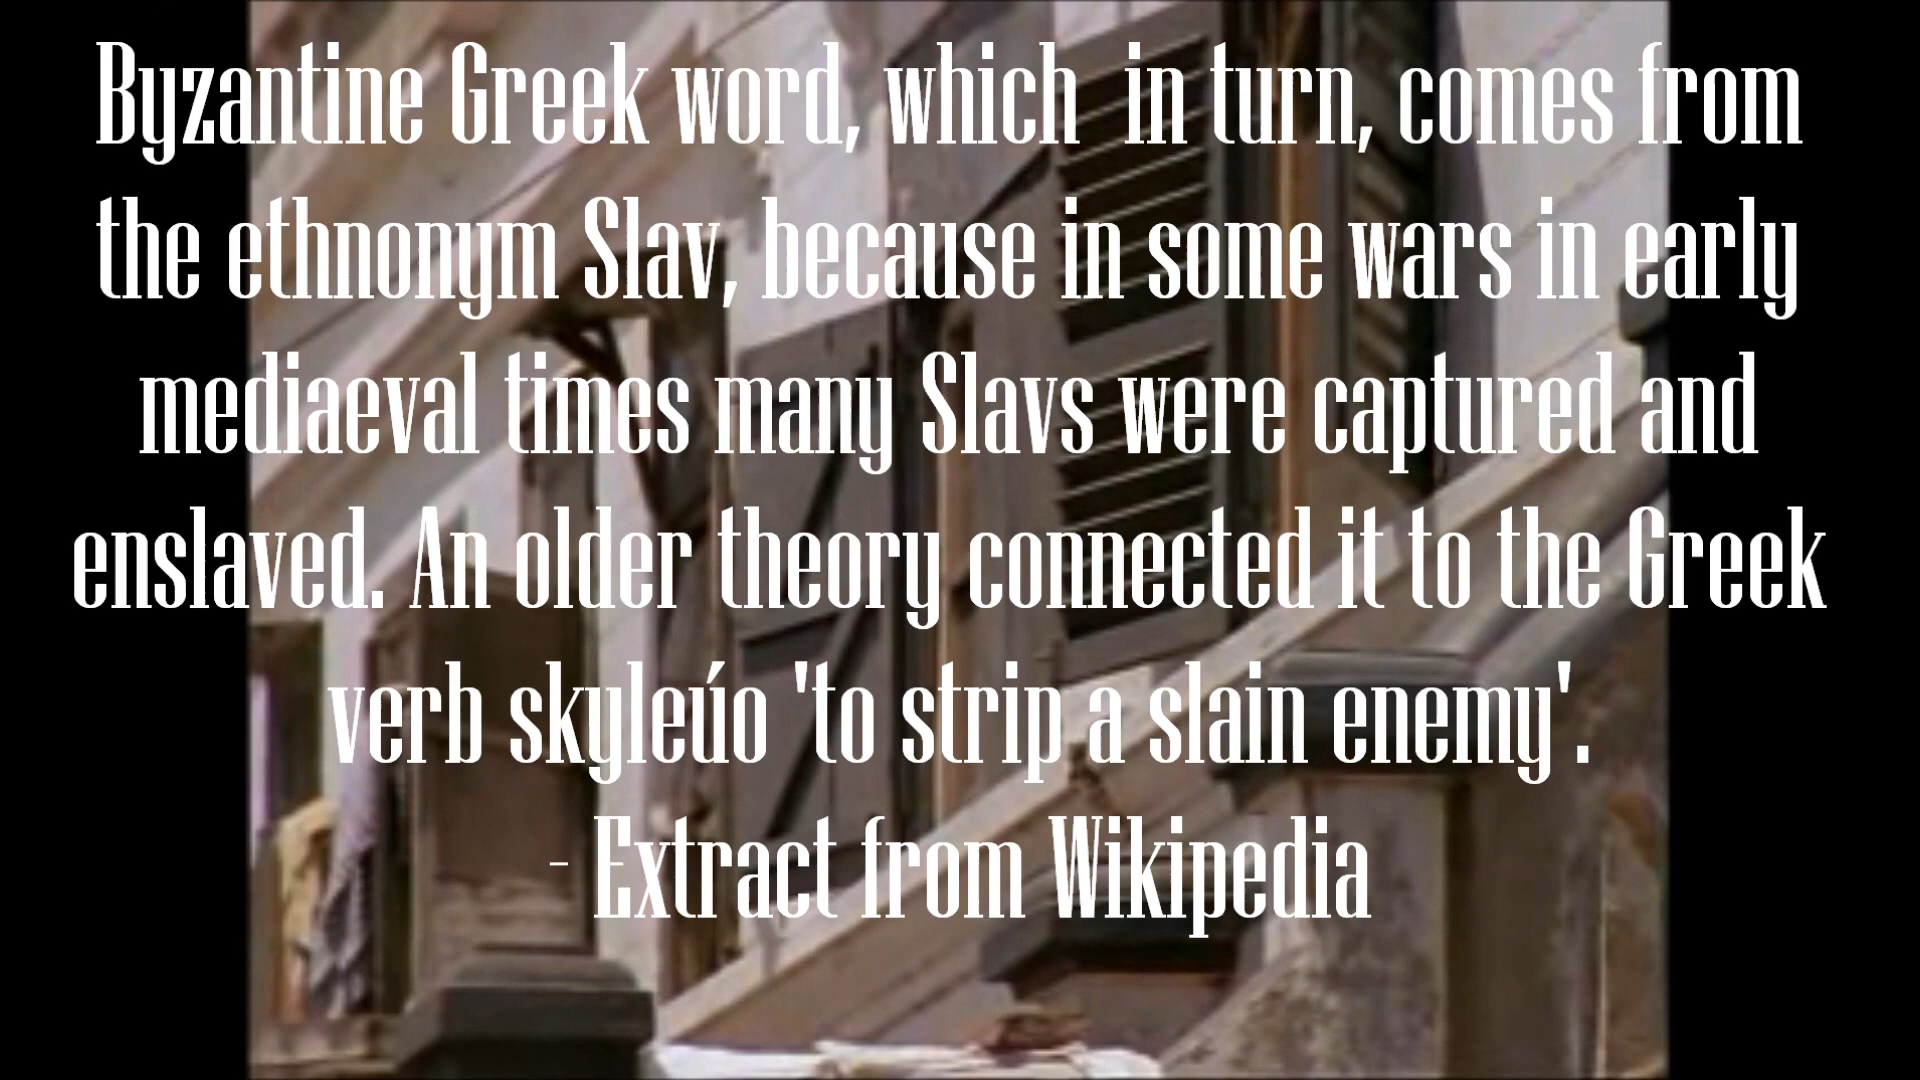 Byzantine Greek word, which in turn, comes from
the ethnonym Slav, because in some wars in early
mediaeval times many Slavs were captured and
enslaved. An older theory connected it to the Greek
verb skyleúo 'to strip a slain enemy'.
- Extract from Wikipedia